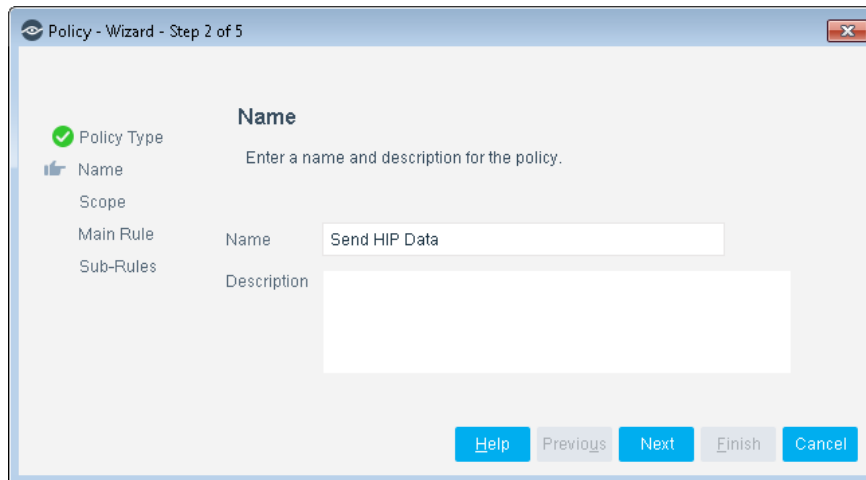 Policy - Wizard - Step 2 of 5
Policy Type
Name
Scope
Main Rule
Sub-Rules
Name
Enter a name and description for the policy.
Name Send HIP Data
Description
Help Previous Next Finish Cancel